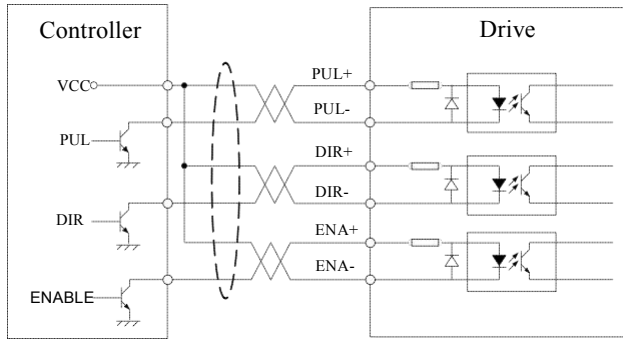 Controller
Drive
VCC
PUL+
PUL-
PUL
DIR+
DIR-
DIR
ENA+
ENA-
ENABLE